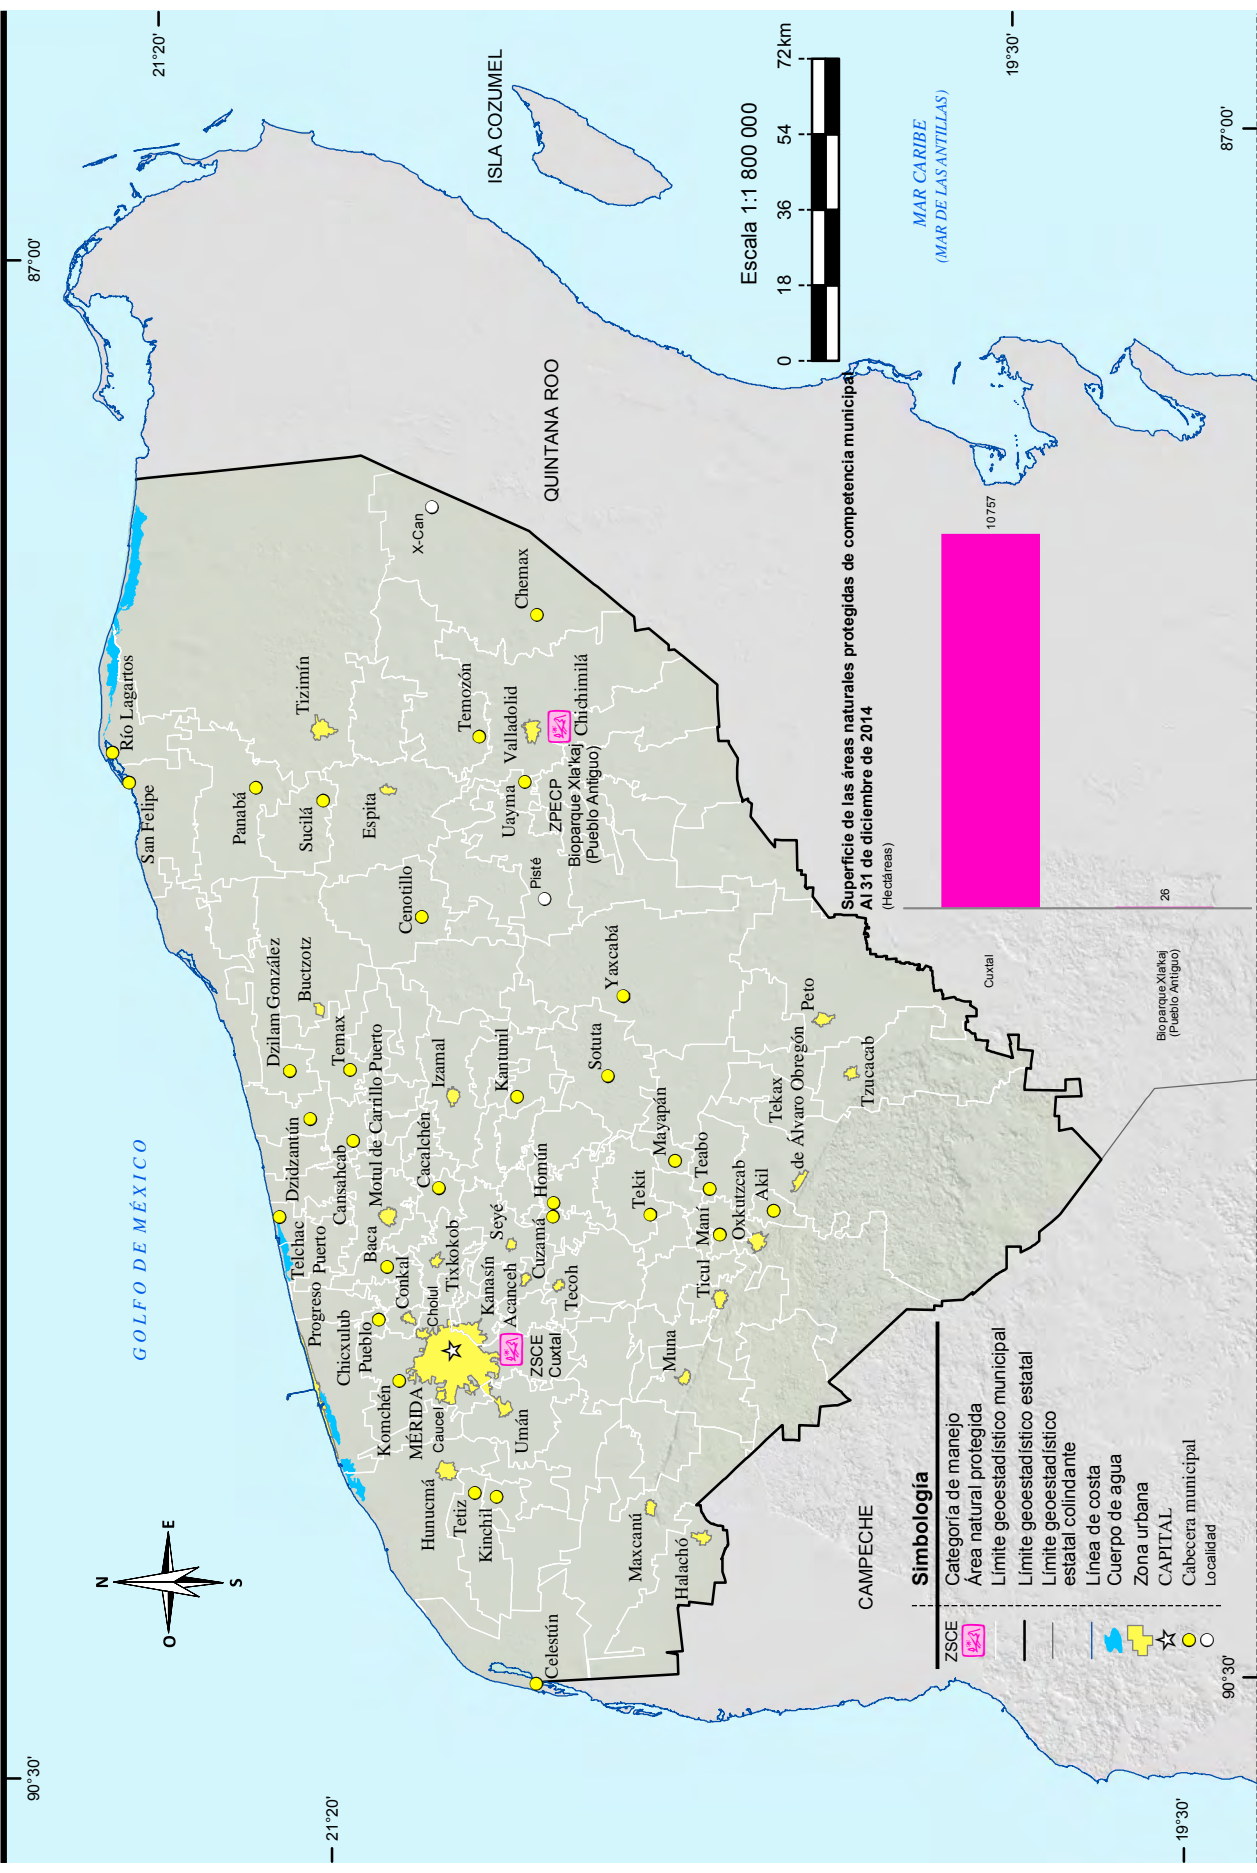 90°30'
87°00'
21°20'
21°20'
19°30'
19°30'
90°30'
87°00'
N
O
E
S
GOLFO DE MÉXICO
ISLA COZUMEL
QUINTANA ROO
MAR CARIBE
(MAR DE LAS ANTILLAS)
CAMPECHE
Escala 1:1 800 000
0
18
36
54
72km
Río Lagartos
San Felipe
Panabá
Sucilá
Tizimín
Espita
X-Can
Chemax
Temozón
Valladolid
Uayma
Chichimilá
ZPECP
Bioparque Xla'kaj
(Pueblo Antiguo)
Pisté
Cenotillo
Yaxcabá
Dzilam González
Buctzotz
Temax
Dzidzantún
Cansahcab
Motul de Carrillo Puerto
Cacalchén
Izamal
Kantunil
Sotuta
Telchac
Puerto
Progreso
Baca
Conkal
Cholul
Tixkokob
Seyé
Homún
Cuzamá
Kanasín
Acanceh
Tecoh
Chicxulub
Pueblo
Komchén
MÉRIDA
Caucel
ZSCE
Cuxtal
Umán
Hunucmá
Tetiz
Kinchil
Celestún
Maxcanú
Halachó
Muna
Ticul
Tekit
Mayapán
Teabo
Maní
Oxkutzcab
Akil
Tekax
de Álvaro Obregón
Peto
Tzucacab
Superficie de las áreas naturales protegidas de competencia municipal
Al 31 de diciembre de 2014
(Hectáreas)
10 757
Cuxtal
26
Bioparque Xla'kaj
(Pueblo Antiguo)
Simbología
ZSCE Categoría de manejo
Área natural protegida
Límite geoestadístico municipal
Límite geoestadístico estatal
Límite geoestadístico
estatal colindante
Línea de costa
Cuerpo de agua
Zona urbana
CAPITAL
Cabecera municipal
Localidad